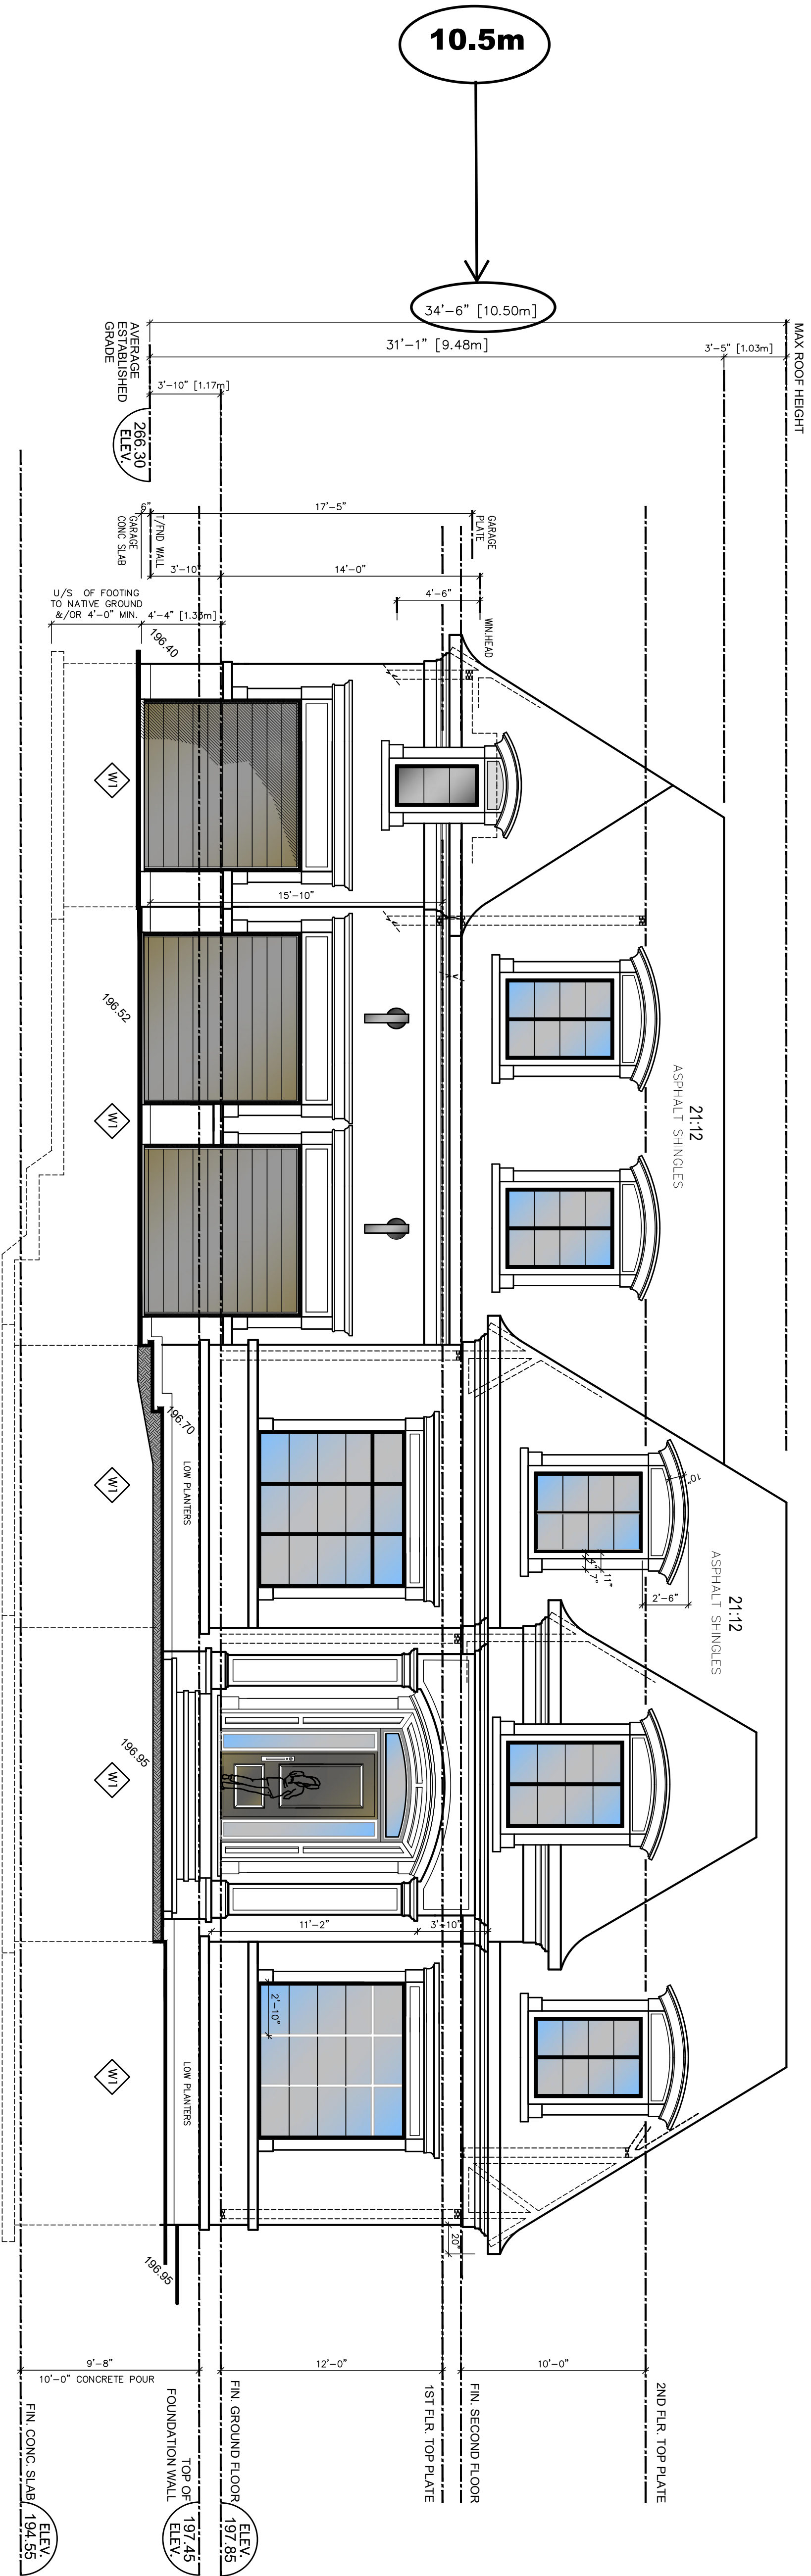 10.5m
34'-6" [10.50m]
31'-1" [9.48m]
3'-5" [1.03m]
MAX ROOF HEIGHT
AVERAGE
ESTABLISHED
GRADE
3'-10" [1.17m]
266.30
ELEV.
6"
17'-5"
T/FND WALL
GARAGE
CONC SLAB
GARAGE
PLATE
3'-10"
14'-0"
4'-6"
WIN.HEAD
U/S OF FOOTING
TO NATIVE GROUND
&/OR 4'-0" MIN.
4'-4" [1.33m]
196.40
W1
15'-10"
196.52
W1
21:12
ASPHALT SHINGLES
196.70
LOW PLANTERS
W1
10"
11"
4"
7"
2'-6"
21:12
ASPHALT SHINGLES
196.95
W1
11'-2"
3'-10"
2'-10"
LOW PLANTERS
W1
20"
196.95
9'-8"
10'-0" CONCRETE POUR
12'-0"
10'-0"
2ND FLR. TOP PLATE
FIN. SECOND FLOOR
1ST FLR. TOP PLATE
FIN. GROUND FLOOR
ELEV.
197.85
TOP OF
FOUNDATION WALL
197.45
ELEV.
FIN. CONC. SLAB
ELEV.
194.55